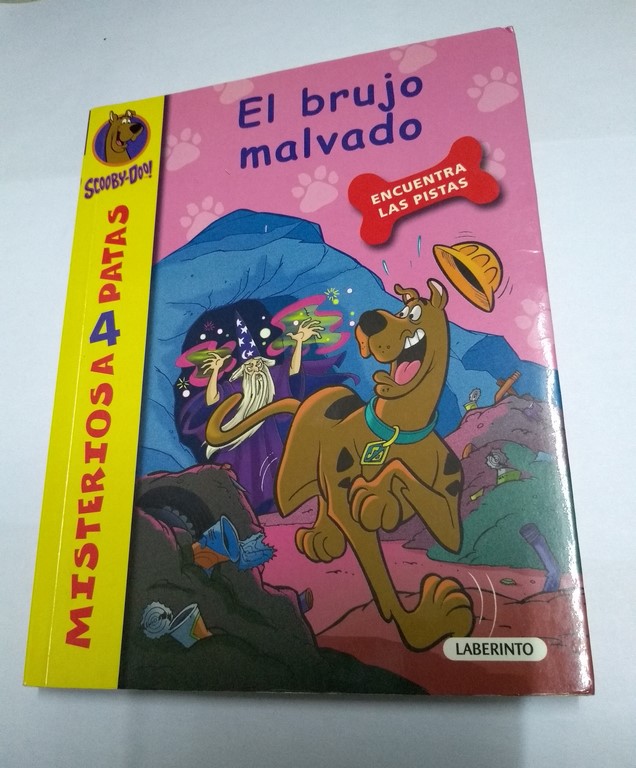 El brujo
malvado
ENCUENTRA
LAS PISTAS
SCOOBY-DOO!
MISTERIOS A 4 PATAS
LABERINTO